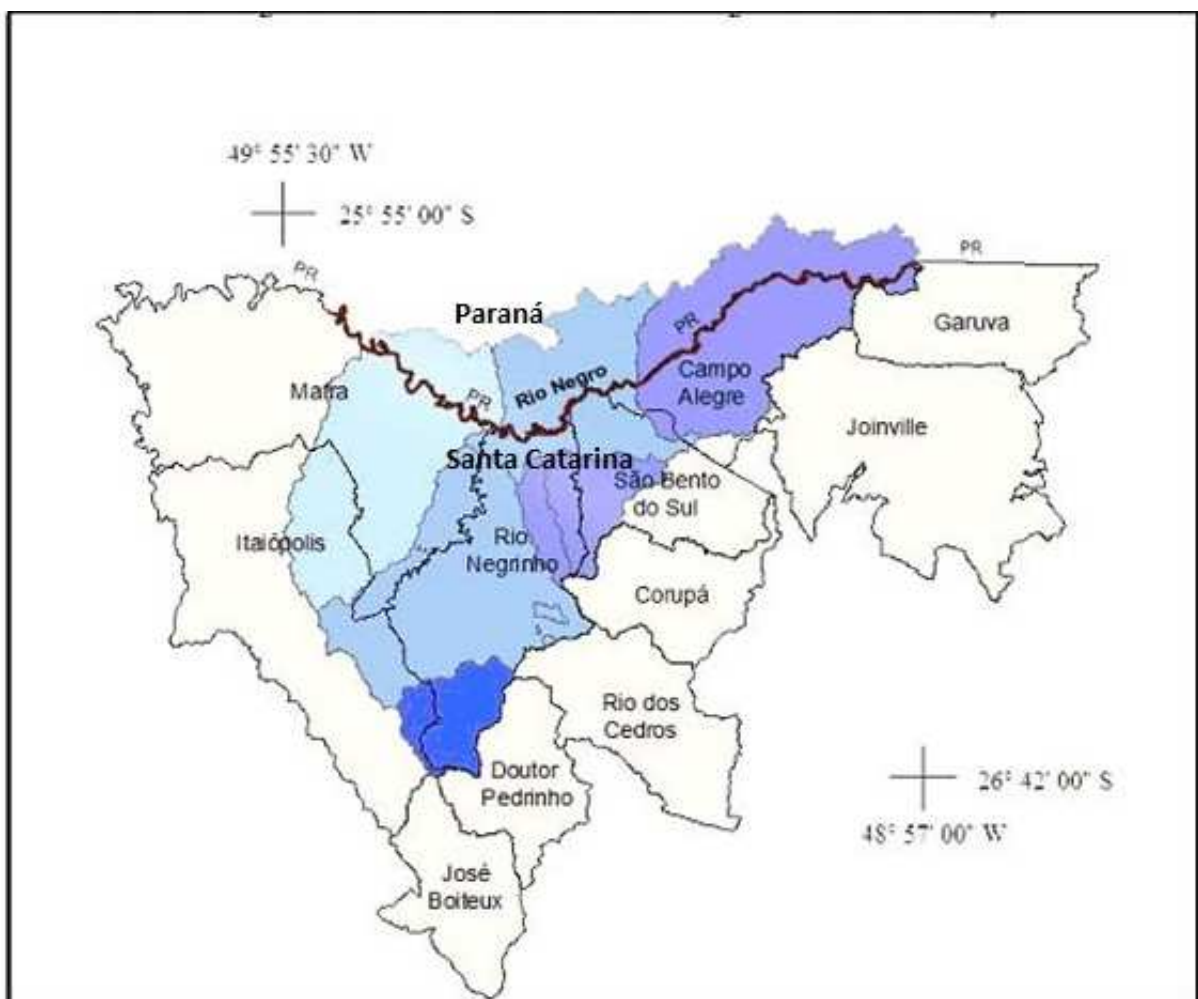 49° 55' 30" W
25° 55' 00" S
PR
PR
Paraná
PR
Garuva
Rio Negro
Campo
Alegre
Mafra
PR
Joinville
Santa Catarina
São Bento
do Sul
Itaiópolis
Rio
Negrinho
Corupá
Rio dos
Cedros
Doutor
Pedrinho
26° 42' 00" S
48° 57' 00" W
José
Boiteux